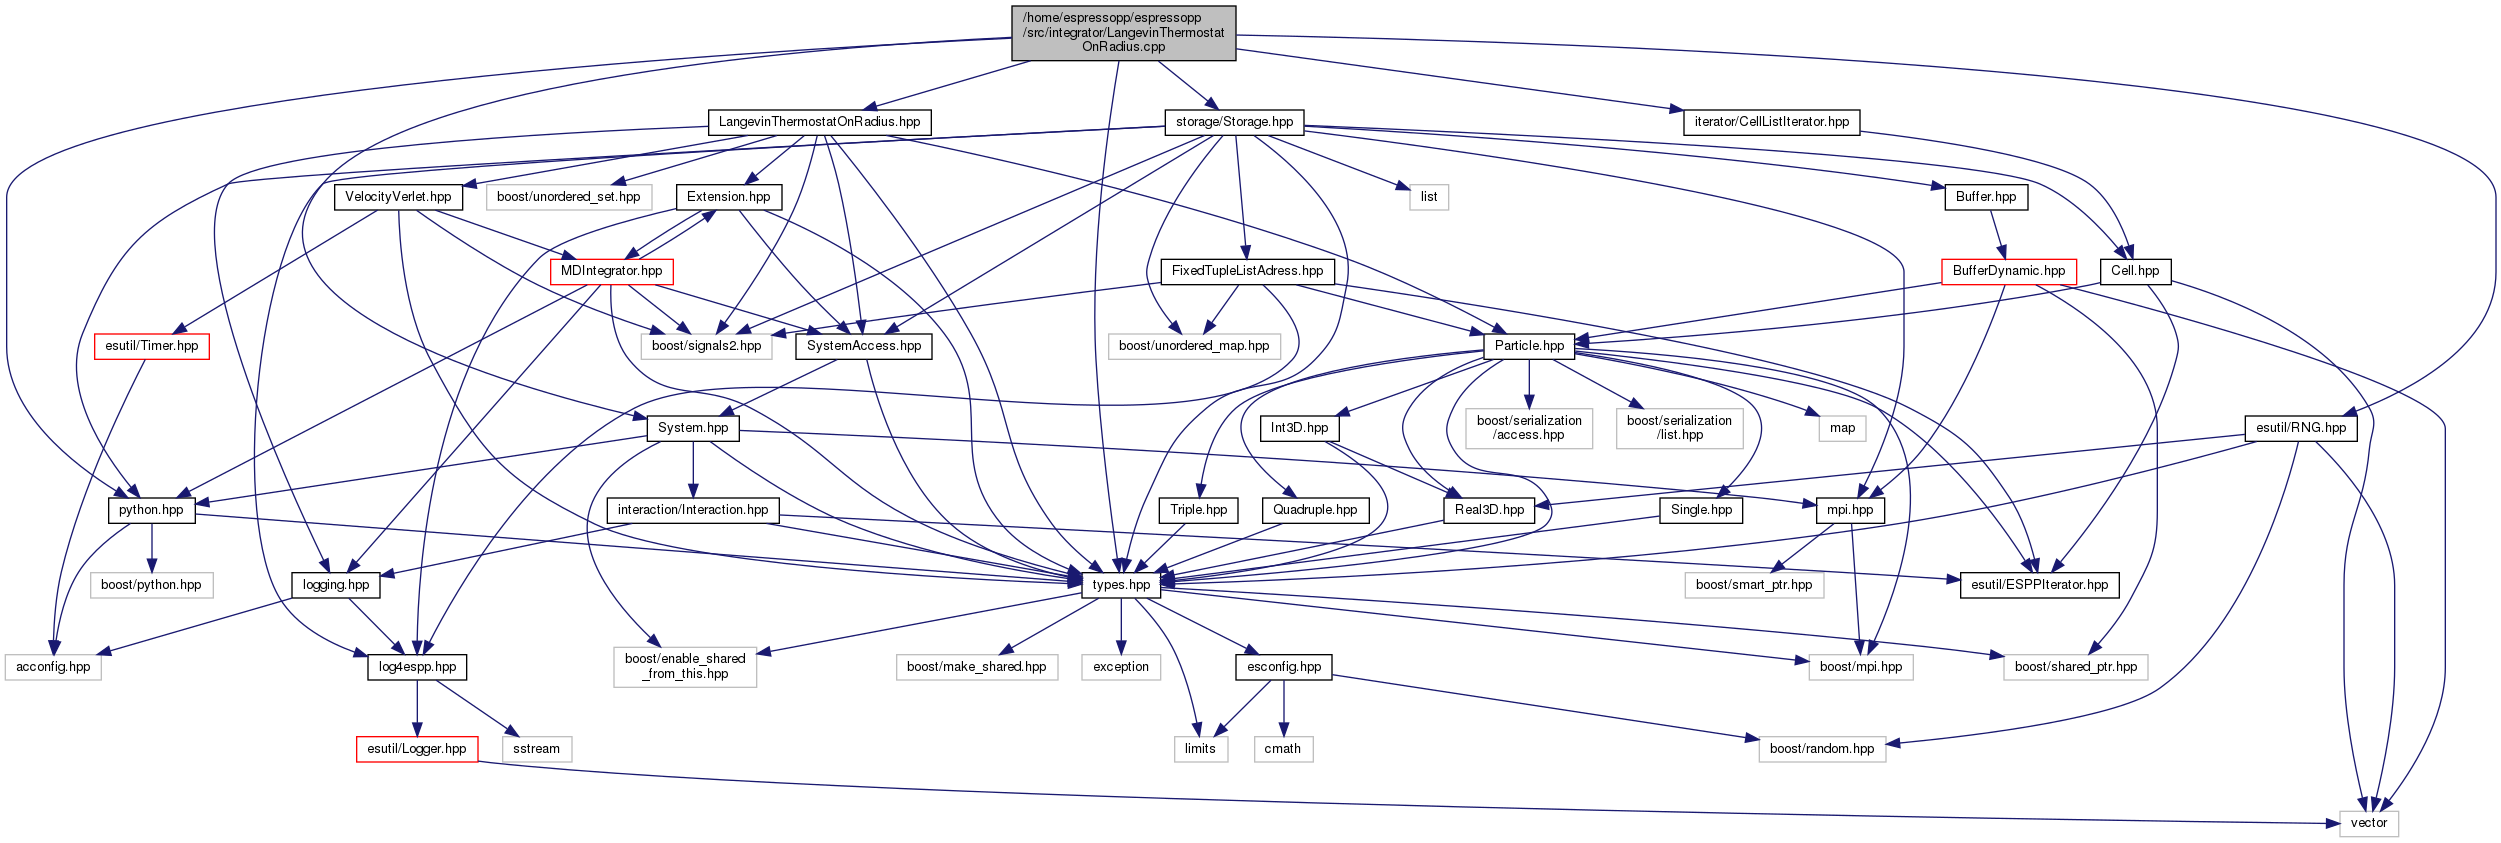 /home/espressopp/espressopp
/src/integrator/LangevinThermostat
OnRadius.cpp
LangevinThermostatOnRadius.hpp
storage/Storage.hpp
iterator/CellListIterator.hpp
VelocityVerlet.hpp
boost/unordered_set.hpp
Extension.hpp
list
Buffer.hpp
MDIntegrator.hpp
FixedTupleListAdress.hpp
BufferDynamic.hpp
Cell.hpp
esutil/Timer.hpp
boost/signals2.hpp
SystemAccess.hpp
boost/unordered_map.hpp
Particle.hpp
System.hpp
Int3D.hpp
boost/serialization
/access.hpp
boost/serialization
/list.hpp
map
esutil/RNG.hpp
python.hpp
interaction/Interaction.hpp
Triple.hpp
Quadruple.hpp
Real3D.hpp
Single.hpp
mpi.hpp
boost/python.hpp
logging.hpp
types.hpp
boost/smart_ptr.hpp
esutil/ESPPIterator.hpp
acconfig.hpp
log4espp.hpp
boost/enable_shared
_from_this.hpp
boost/make_shared.hpp
exception
esconfig.hpp
boost/mpi.hpp
boost/shared_ptr.hpp
esutil/Logger.hpp
sstream
limits
cmath
boost/random.hpp
vector